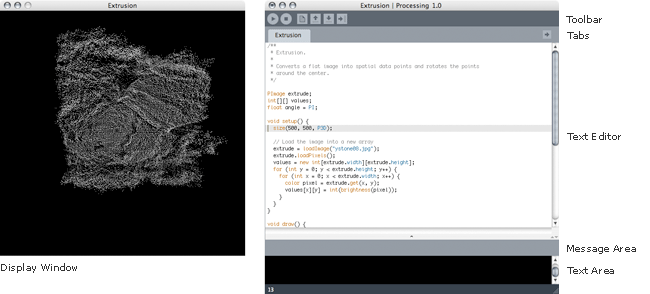 Extrusion
Extrusion | Processing 1.0
Toolbar
Extrusion
Tabs
/**
 * Extrusion.
 *
 * Converts a flat image into spatial data points and rotates the points
 * around the center.
 */
PImage extrude;
int[][] values;
float angle = PI;
void setup() {
  size(500, 500, P3D);
  // Load the image into a new array
  extrude = loadImage("ystone08.jpg");
  extrude.loadPixels();
  values = new int[extrude.width][extrude.height];
  for (int y = 0; y < extrude.height; y++) {
    for (int x = 0; x < extrude.width; x++) {
      color pixel = extrude.get(x, y);
      values[x][y] = int(brightness(pixel));
    }
  }
}
void draw() {
Text Editor
Message Area
Display Window
Text Area
13